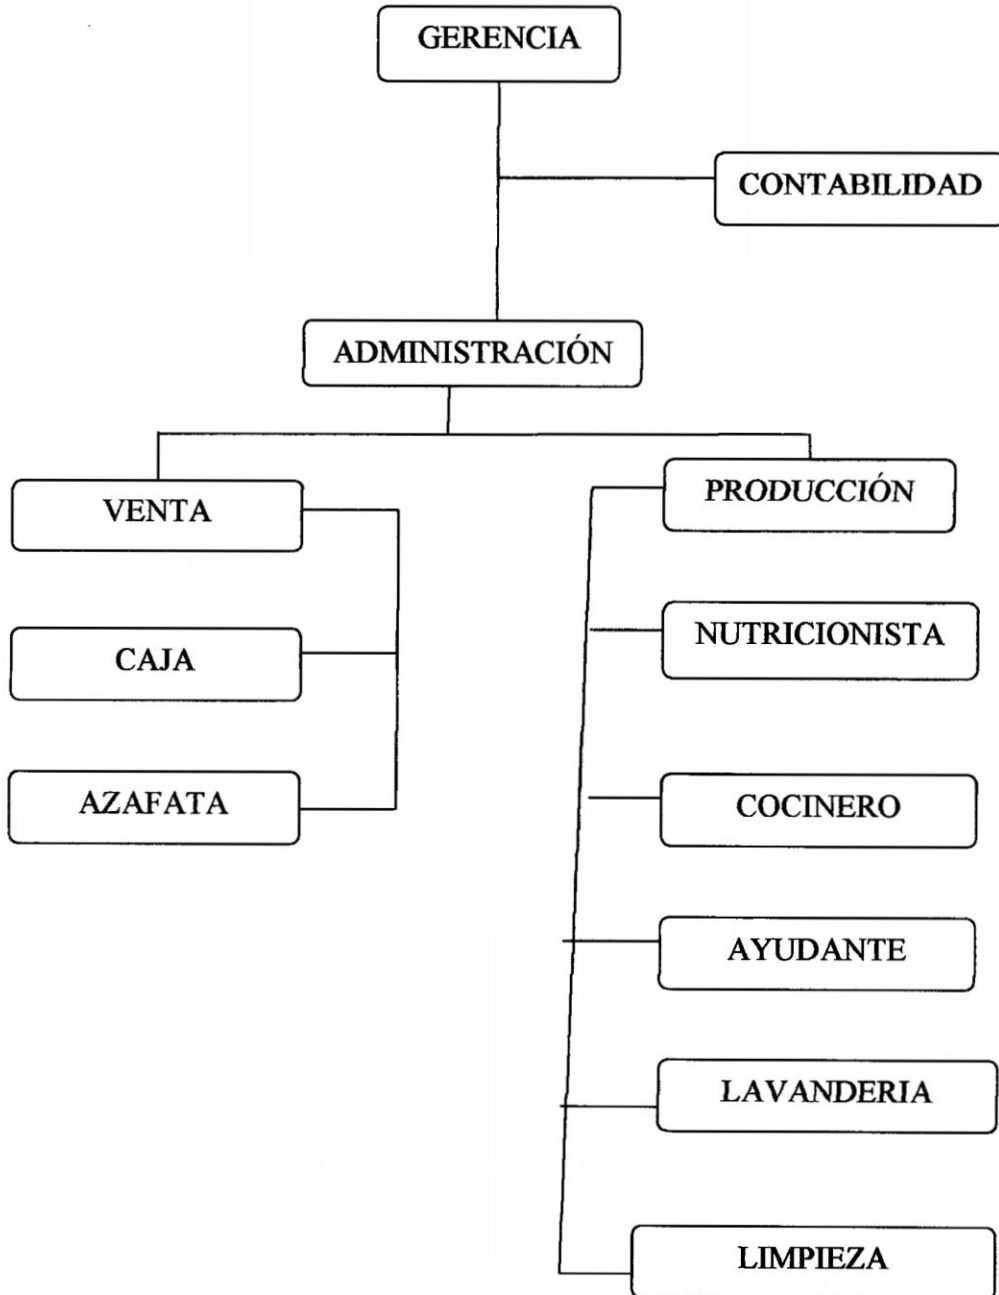 GERENCIA
CONTABILIDAD
ADMINISTRACIÓN
VENTA
CAJA
AZAFATA
PRODUCCIÓN
NUTRICIONISTA
COCINERO
AYUDANTE
LAVANDERIA
LIMPIEZA